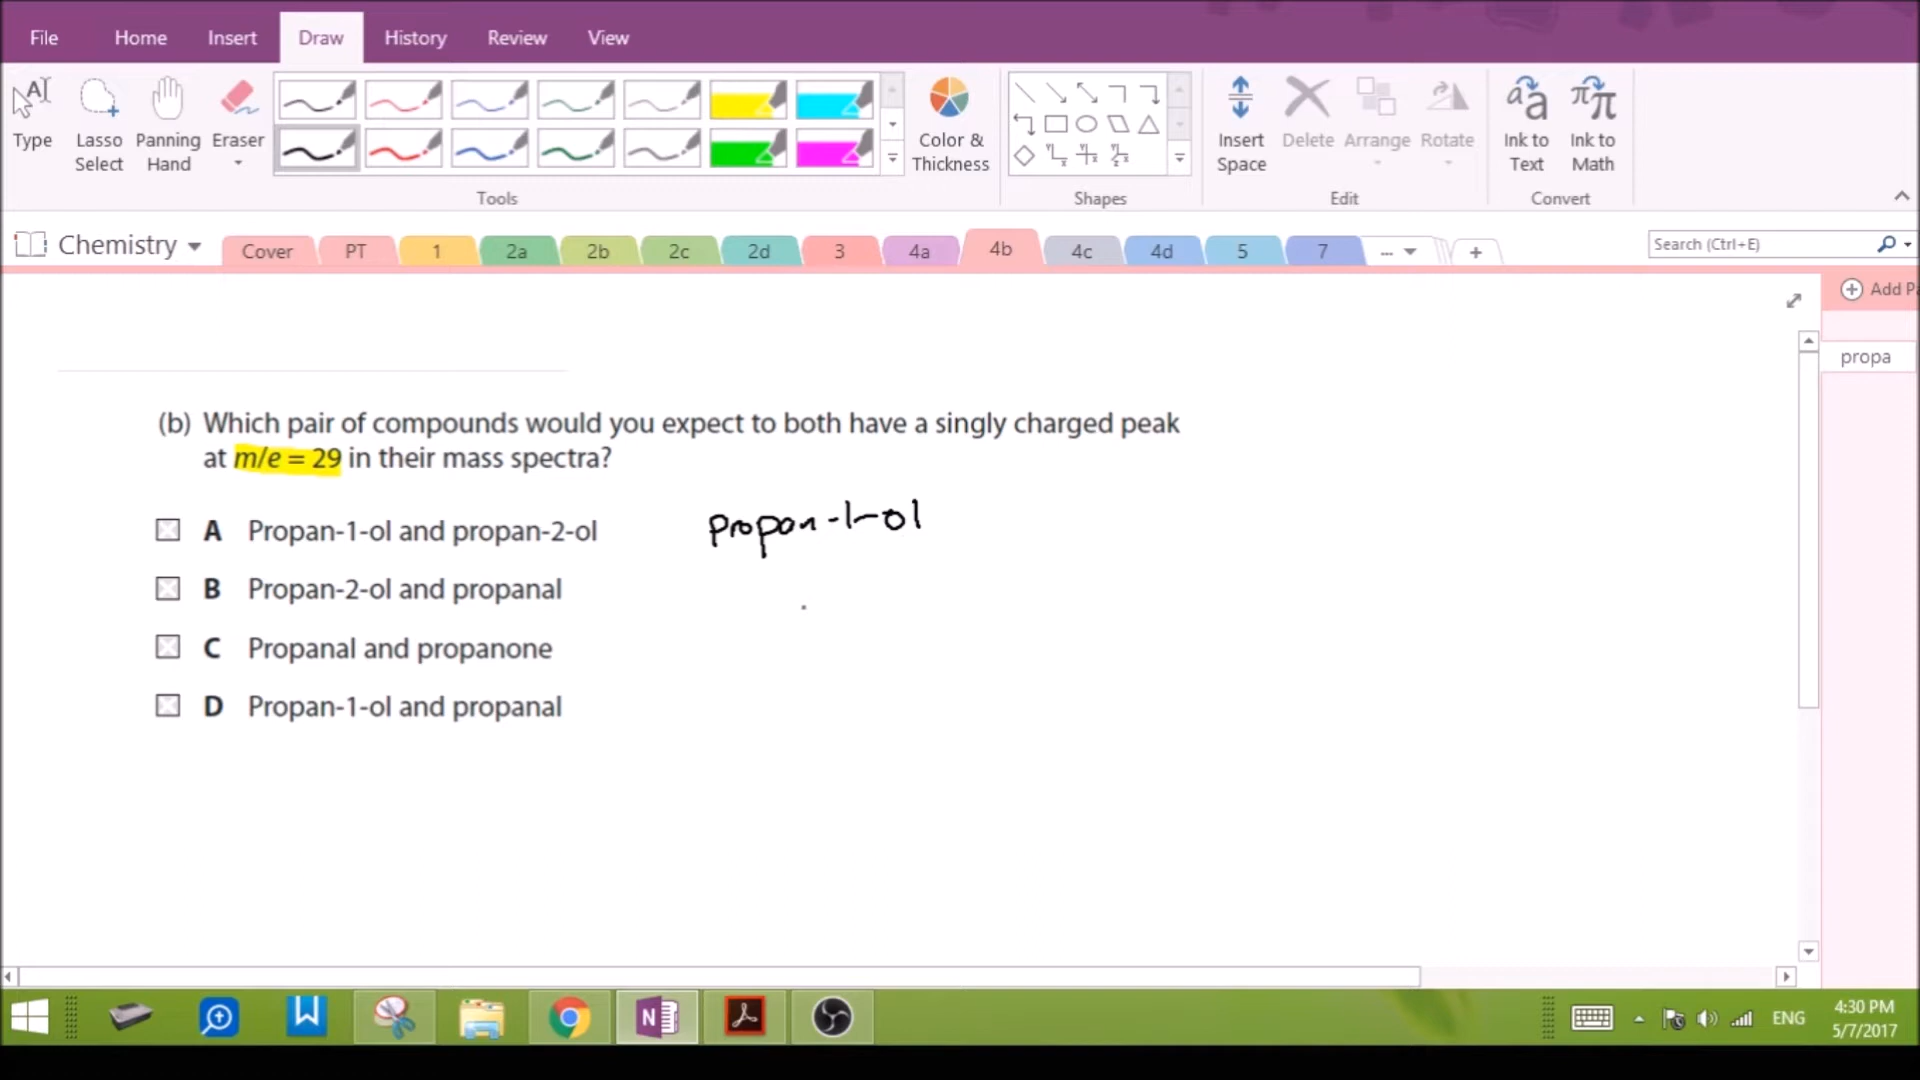 File Home Insert Draw History Review View
Type
Lasso Select
Panning Hand
Eraser
Color & Thickness
Insert Space
Delete
Arrange
Rotate
Ink to Text
Ink to Math
Tools
Shapes
Edit
Convert
Chemistry
Cover PT 1 2a 2b 2c 2d 3 4a 4b 4c 4d 5 7 ...
Search (Ctrl+E)
Add
propa
(b) Which pair of compounds would you expect to both have a singly charged peak
at m/e = 29 in their mass spectra?
A Propan-1-ol and propan-2-ol
propan-1-ol
B Propan-2-ol and propanal
C Propanal and propanone
D Propan-1-ol and propanal
ENG
4:30 PM
5/7/2017